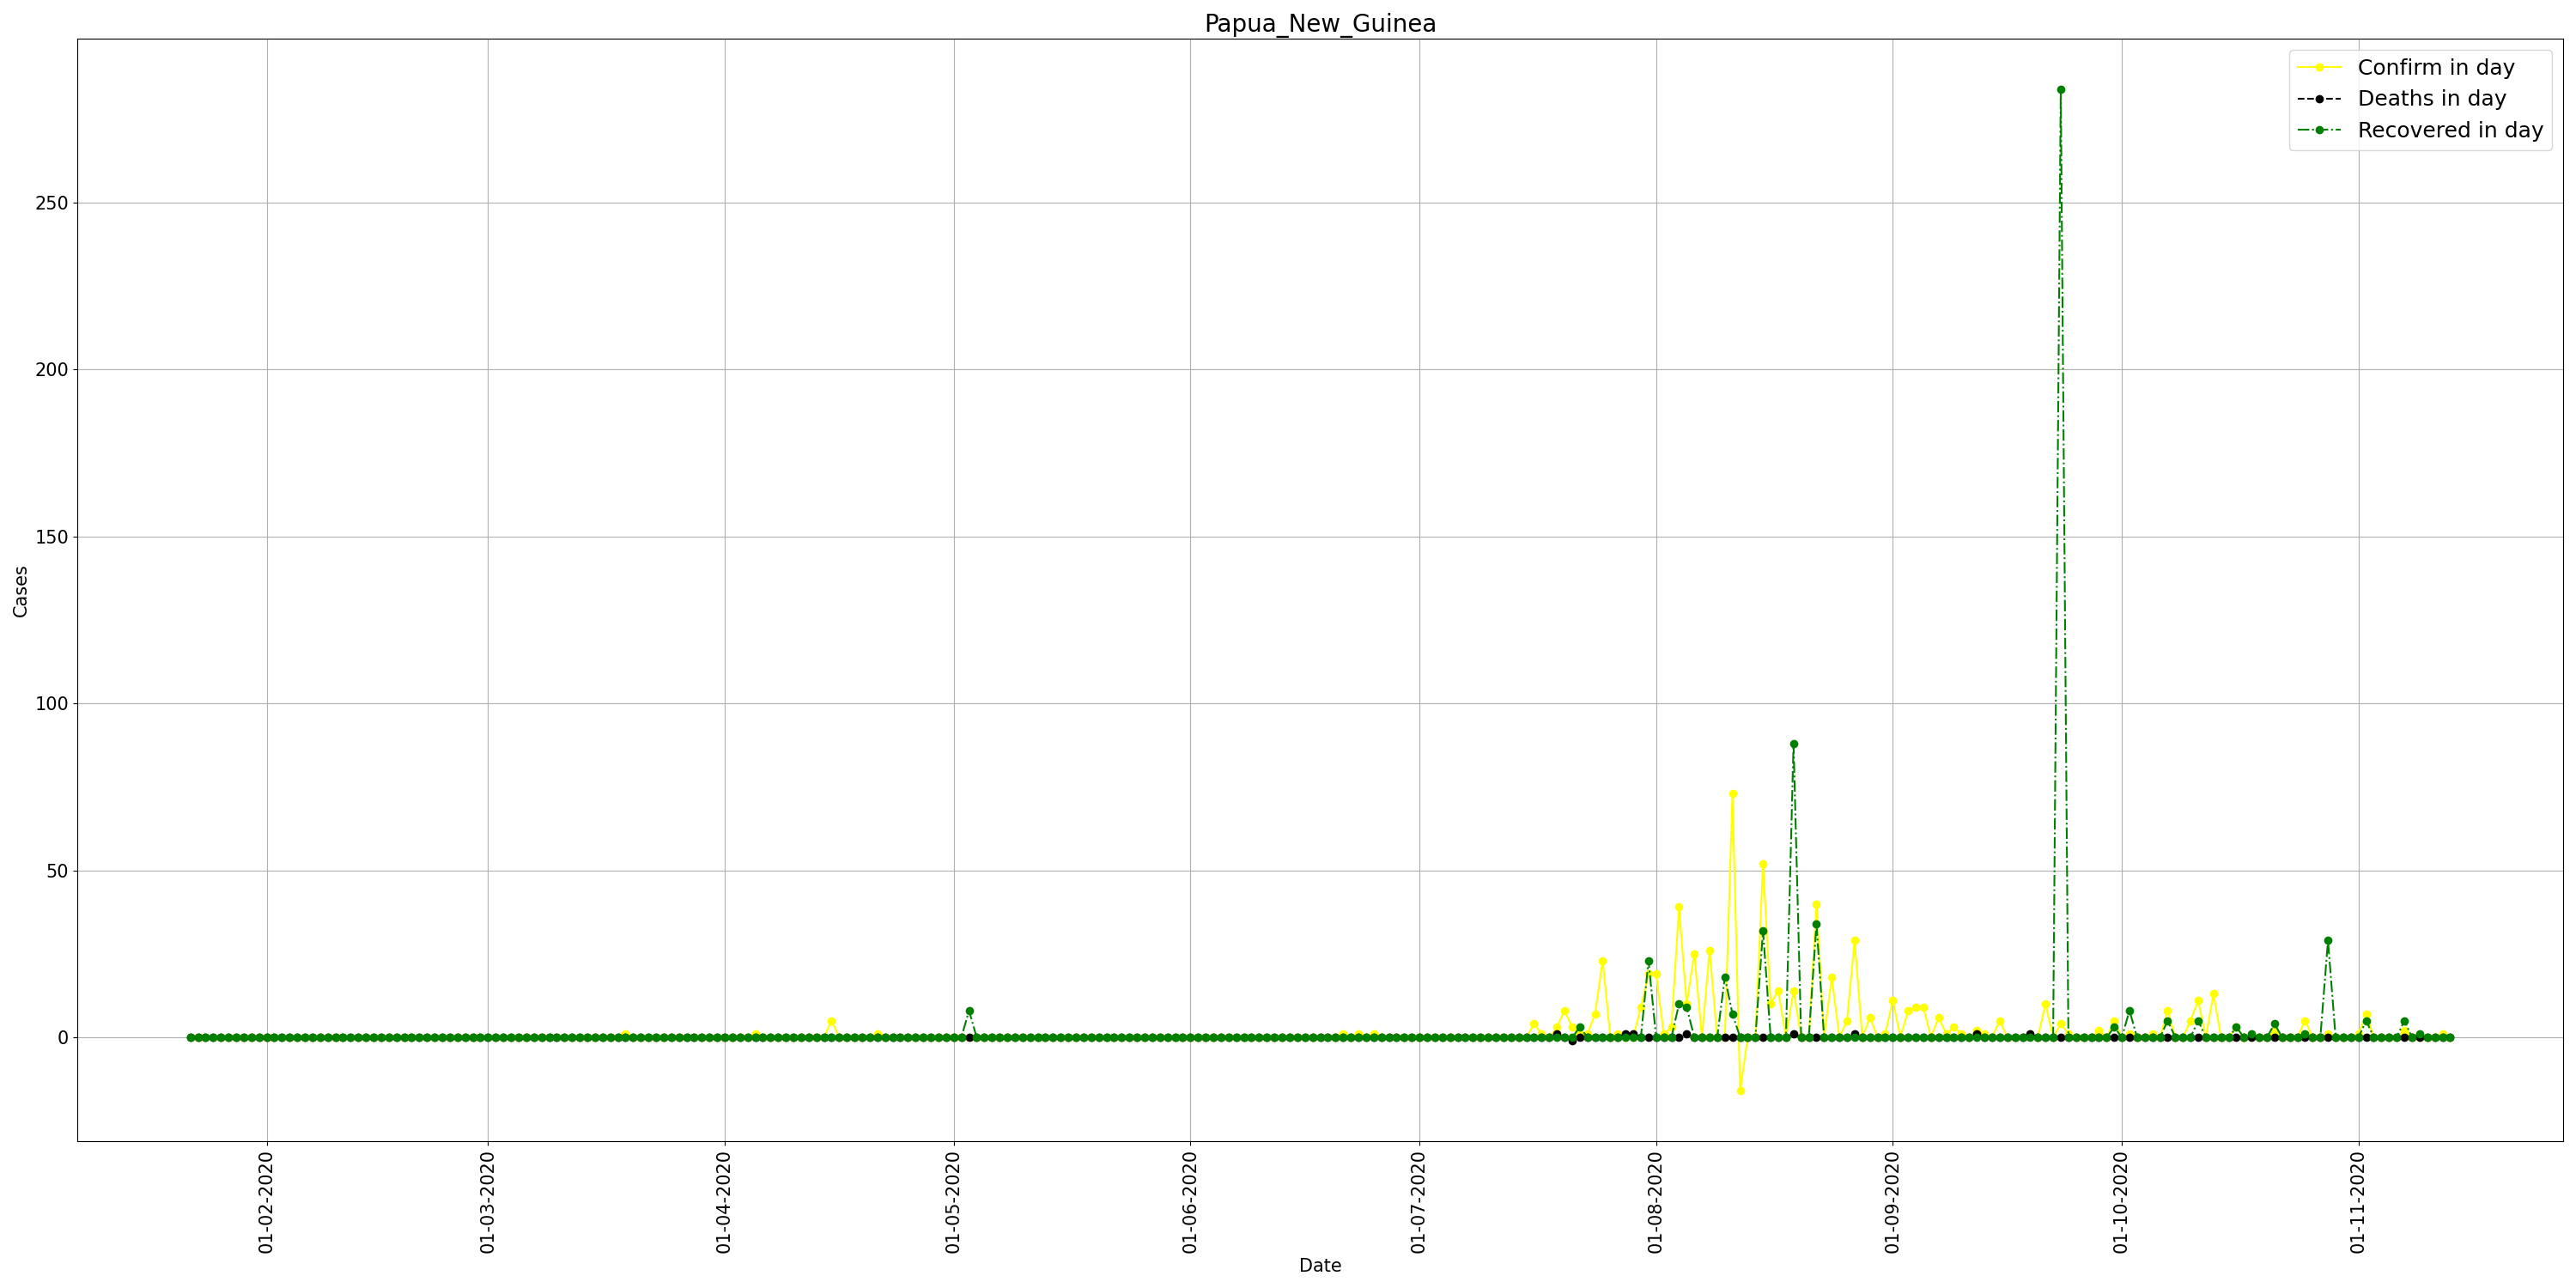 Papua_New_Guinea
Confirm in day
Deaths in day
Recovered in day
250
200
150
100
50
0
Cases
01-02-2020
01-03-2020
01-04-2020
01-05-2020
01-06-2020
01-07-2020
01-08-2020
01-09-2020
01-10-2020
01-11-2020
Date